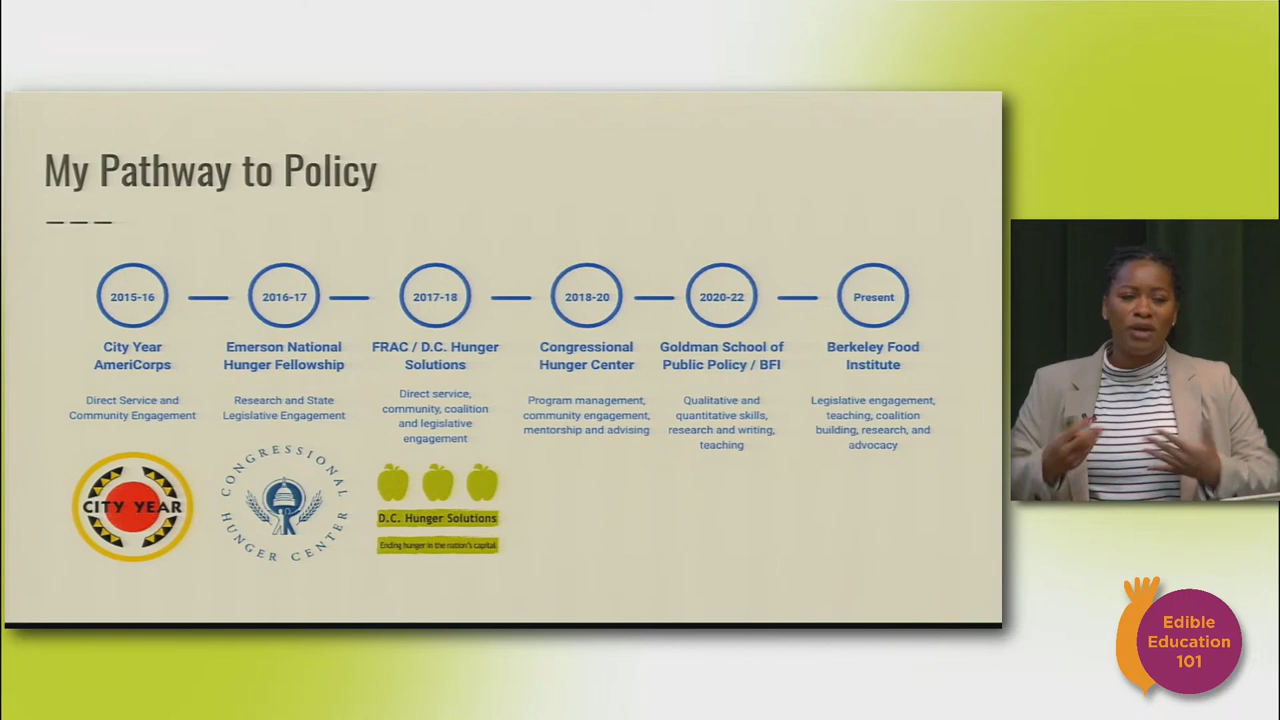 My Pathway to Policy
2015-16
2016-17
2017-18
2018-20
2020-22
Present
City Year
AmeriCorps
Direct Service and
Community Engagement
CITY YEAR
Emerson National
Hunger Fellowship
Research and State
Legislative Engagement
CONGRESSIONAL
HUNGER CENTER
FRAC / D.C. Hunger
Solutions
Direct service,
community, coalition
and legislative
engagement
D.C. Hunger Solutions
Ending hunger in the nation's capital
Congressional
Hunger Center
Program management,
community engagement,
mentorship and advising
Goldman School of
Public Policy / BFI
Qualitative and
quantitative skills,
research and writing,
teaching
Berkeley Food
Institute
Legislative engagement,
teaching, coalition
building, research, and
advocacy
Edible
Education
101